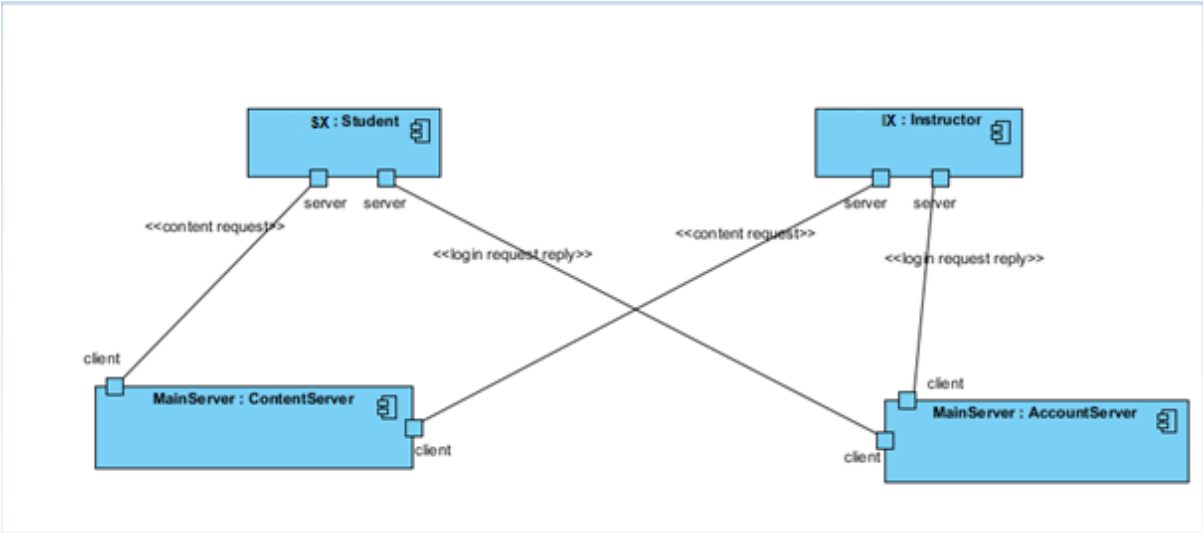 SX : Student
IX : Instructor
server
server
server
server
<<content request>>
<<login request reply>>
<<content request>>
<<login request reply>>
client
client
MainServer : ContentServer
MainServer : AccountServer
client
client